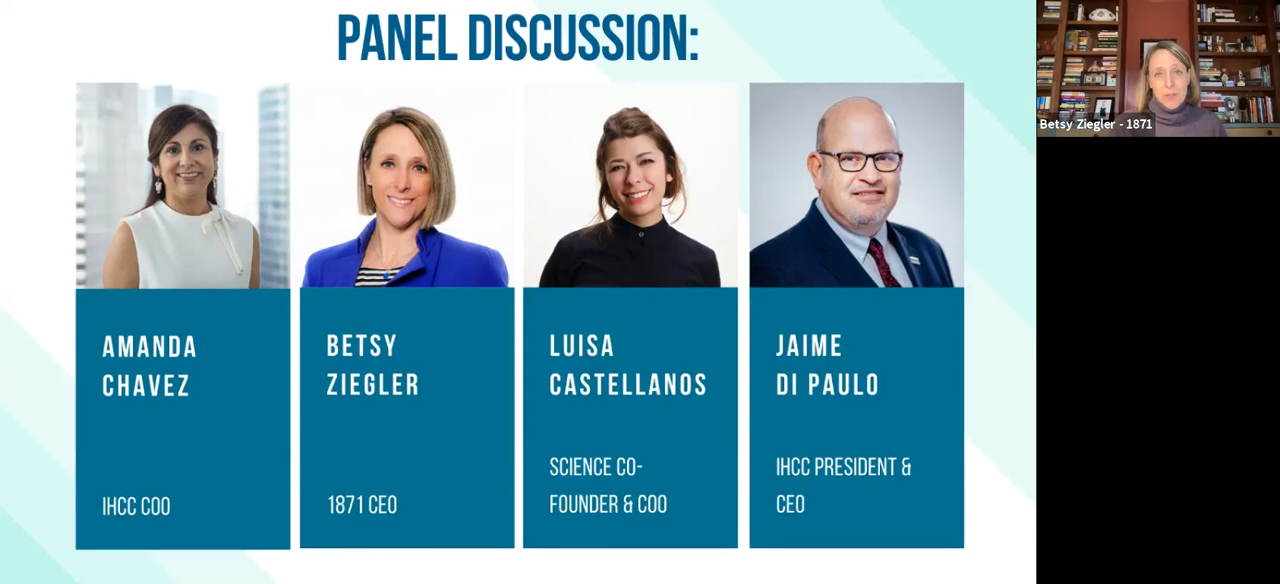 PANEL DISCUSSION:
AMANDA
CHAVEZ
IHCC COO
BETSY
ZIEGLER
1871 CEO
LUISA
CASTELLANOS
SCIENCE CO-
FOUNDER & COO
JAIME
DI PAULO
IHCC PRESIDENT &
CEO
Betsy Ziegler - 1871